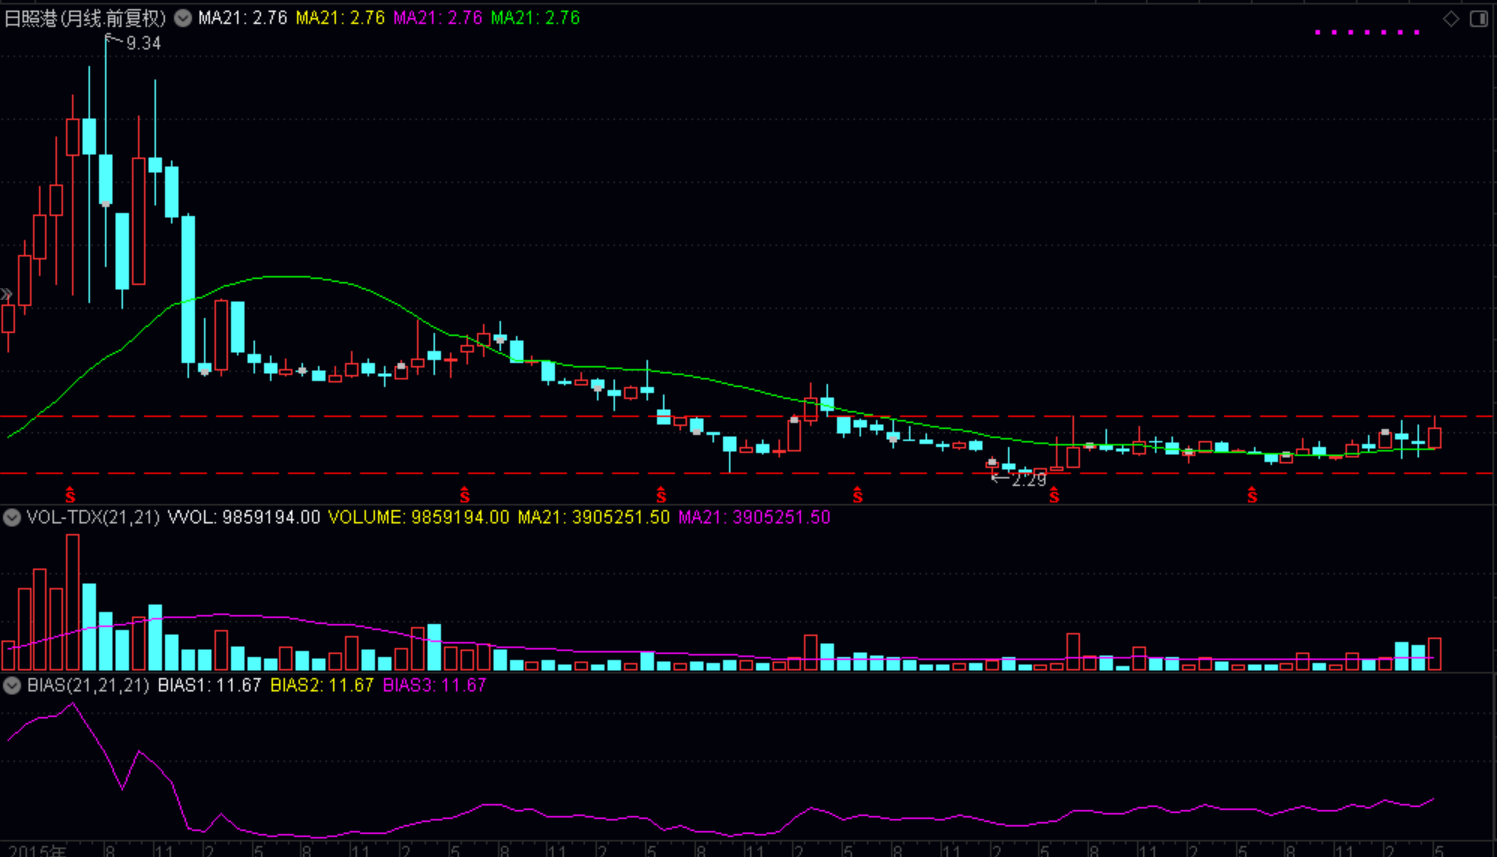 日照港(月线.前复权) MA21: 2.76 MA21: 2.76 MA21: 2.76 MA21: 2.76
9.34
2.29
S S S S S S
VOL-TDX(21,21) VVOL: 9859194.00 VOLUME: 9859194.00 MA21: 3905251.50 MA21: 3905251.50
BIAS(21,21,21) BIAS1: 11.67 BIAS2: 11.67 BIAS3: 11.67
2015年 8 11 2 5 8 11 2 5 8 11 2 5 8 11 2 5 8 11 2 5 8 11 2 5 8 11 2 5